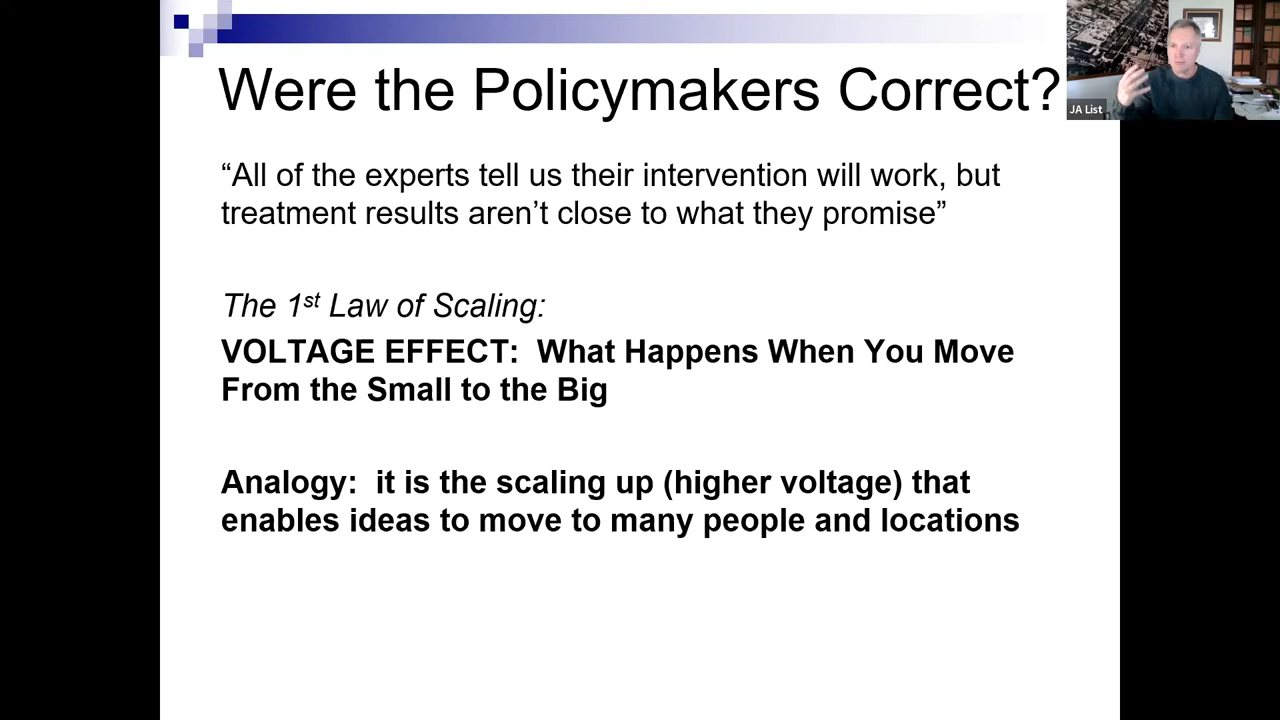 Were the Policymakers Correct?
JA List
“All of the experts tell us their intervention will work, but
treatment results aren’t close to what they promise”
The 1st Law of Scaling:
VOLTAGE EFFECT:  What Happens When You Move
From the Small to the Big
Analogy:  it is the scaling up (higher voltage) that
enables ideas to move to many people and locations